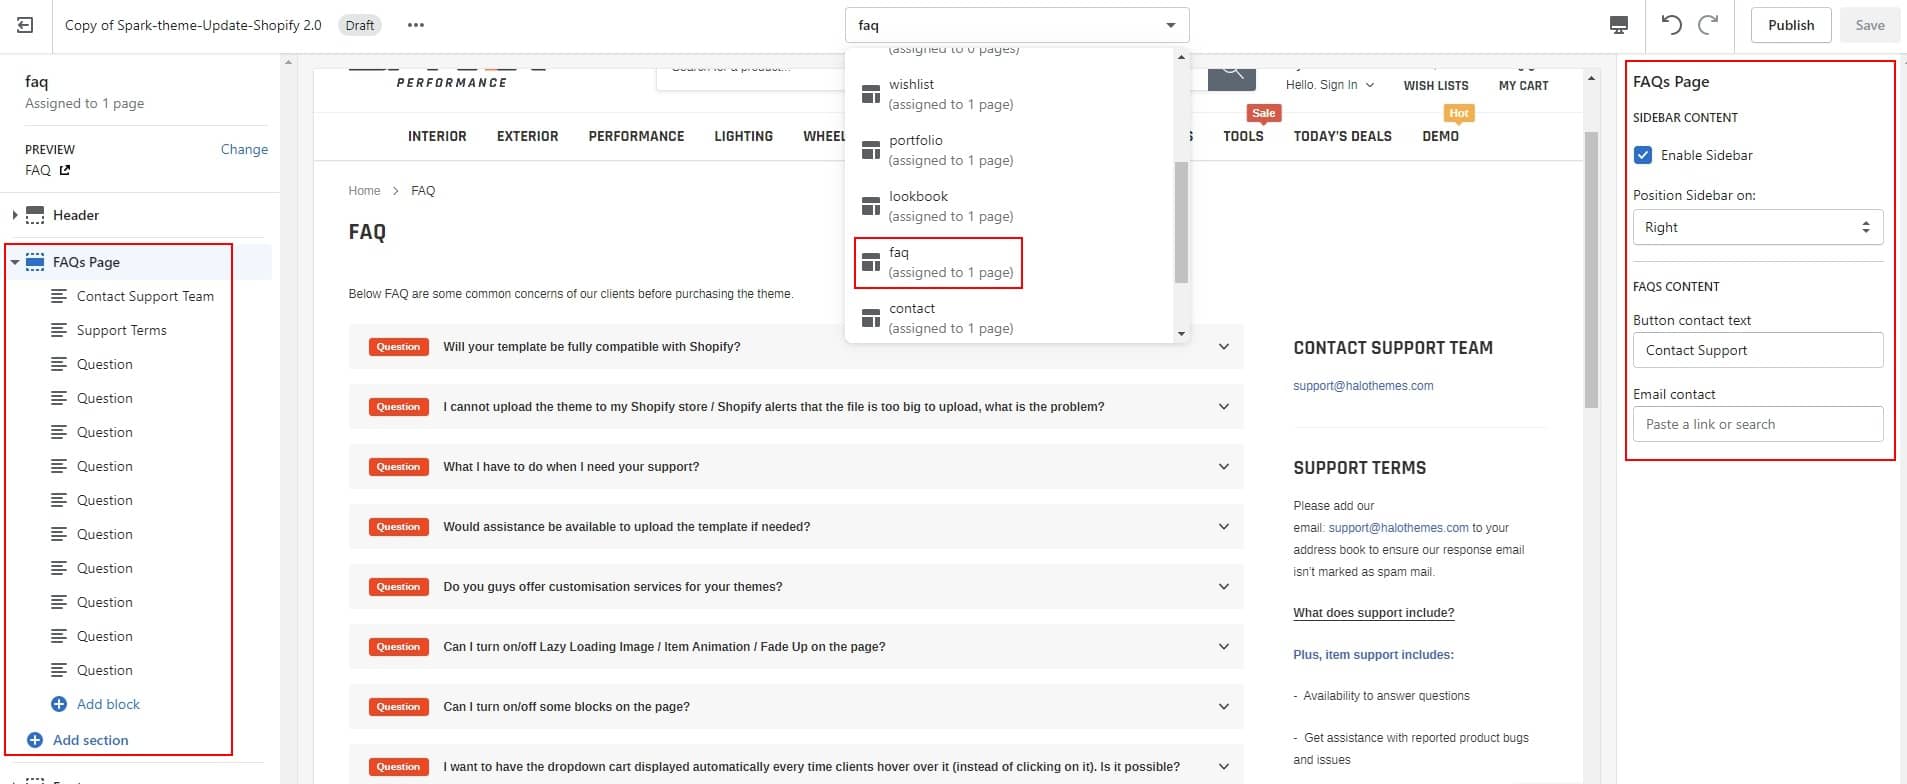 Copy of Spark-theme-Update-Shopify 2.0
Draft
faq
Publish
Save
faq
Assigned to 1 page
PREVIEW
Change
FAQ
Header
FAQs Page
Contact Support Team
Support Terms
Question
Question
Question
Question
Question
Question
Question
Question
Question
Question
Add block
Add section
PERFORMANCE
Search for a product...
Hello. Sign In
WISH LISTS
MY CART
Sale
Hot
INTERIOR
EXTERIOR
PERFORMANCE
LIGHTING
WHEEL
S
TOOLS
TODAY'S DEALS
DEMO
(assigned to 0 pages)
wishlist
(assigned to 1 page)
portfolio
(assigned to 1 page)
lookbook
(assigned to 1 page)
faq
(assigned to 1 page)
contact
(assigned to 1 page)
Home > FAQ
FAQ
Below FAQ are some common concerns of our clients before purchasing the theme.
Question Will your template be fully compatible with Shopify?
Question I cannot upload the theme to my Shopify store / Shopify alerts that the file is too big to upload, what is the problem?
Question What I have to do when I need your support?
Question Would assistance be available to upload the template if needed?
Question Do you guys offer customisation services for your themes?
Question Can I turn on/off Lazy Loading Image / Item Animation / Fade Up on the page?
Question Can I turn on/off some blocks on the page?
Question I want to have the dropdown cart displayed automatically every time clients hover over it (instead of clicking on it). Is it possible?
CONTACT SUPPORT TEAM
support@halothemes.com
SUPPORT TERMS
Please add our
email: support@halothemes.com to your
address book to ensure our response email
isn't marked as spam mail.
What does support include?
Plus, item support includes:
- Availability to answer questions
- Get assistance with reported product bugs
and issues
FAQs Page
SIDEBAR CONTENT
Enable Sidebar
Position Sidebar on:
Right
FAQS CONTENT
Button contact text
Contact Support
Email contact
Paste a link or search